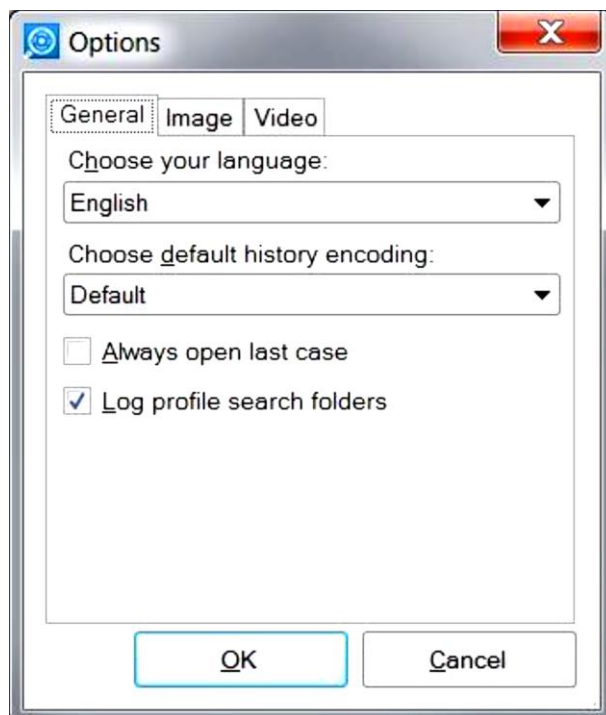 Options
General Image Video
Choose your language:
English
Choose default history encoding:
Default
Always open last case
Log profile search folders
OK Cancel